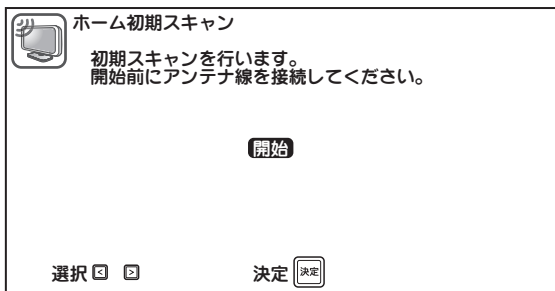 ホーム初期スキャン
初期スキャンを行います。
開始前にアンテナ線を接続してください。
開始
選択 < > 決定 決定